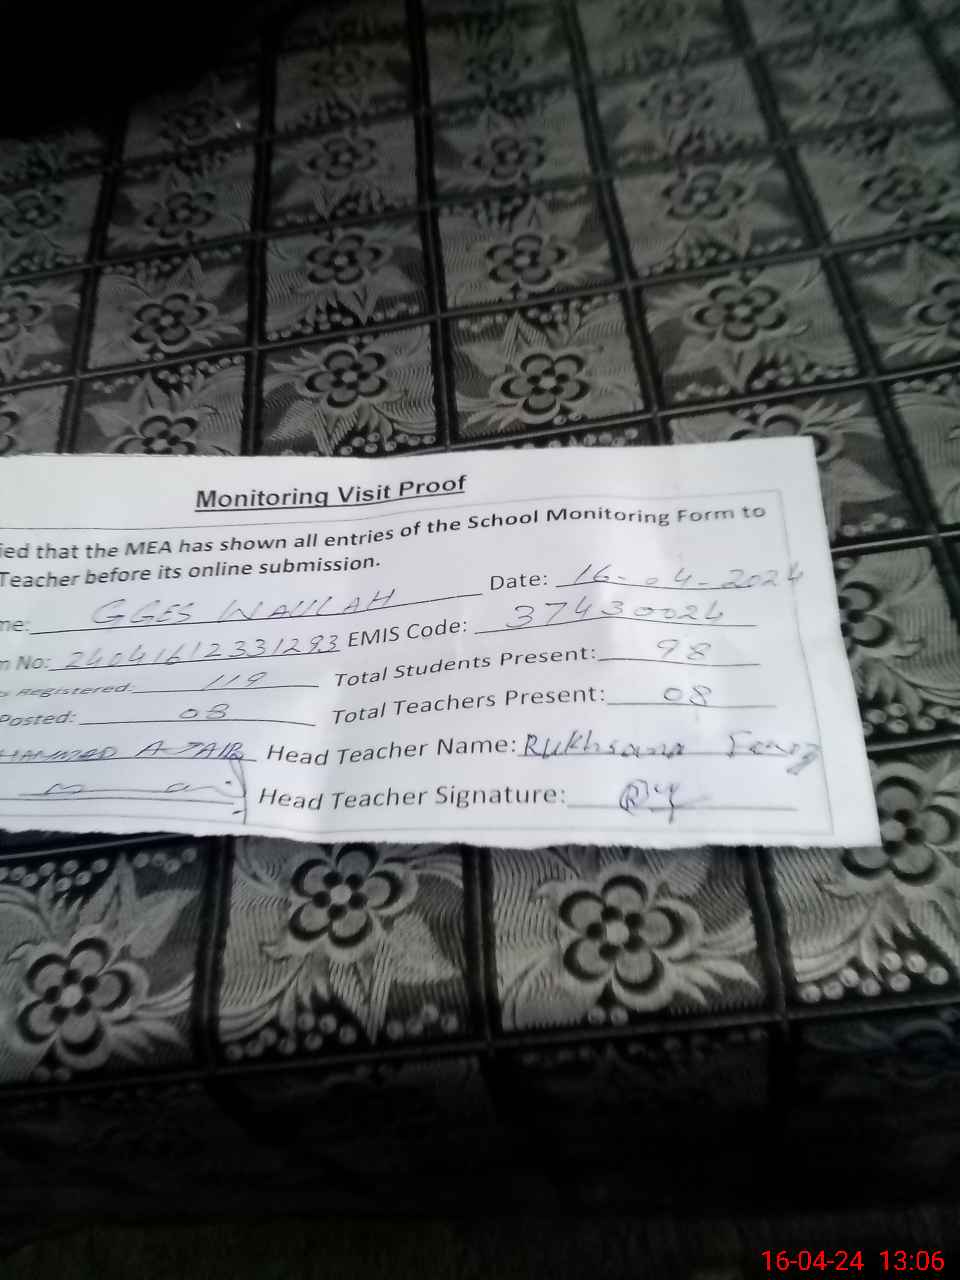 Monitoring Visit Proof
ied that the MEA has shown all entries of the School Monitoring Form to
Teacher before its online submission.
me: GGES WAULAH Date: 16-04-2024
n No: 24041612331293 EMIS Code: 37430024
s Registered: 119 Total Students Present: 98
Posted: 08 Total Teachers Present: 08
HAMMAD Head Teacher Name: Rukhsana
Head Teacher Signature:
16-04-24 13:06